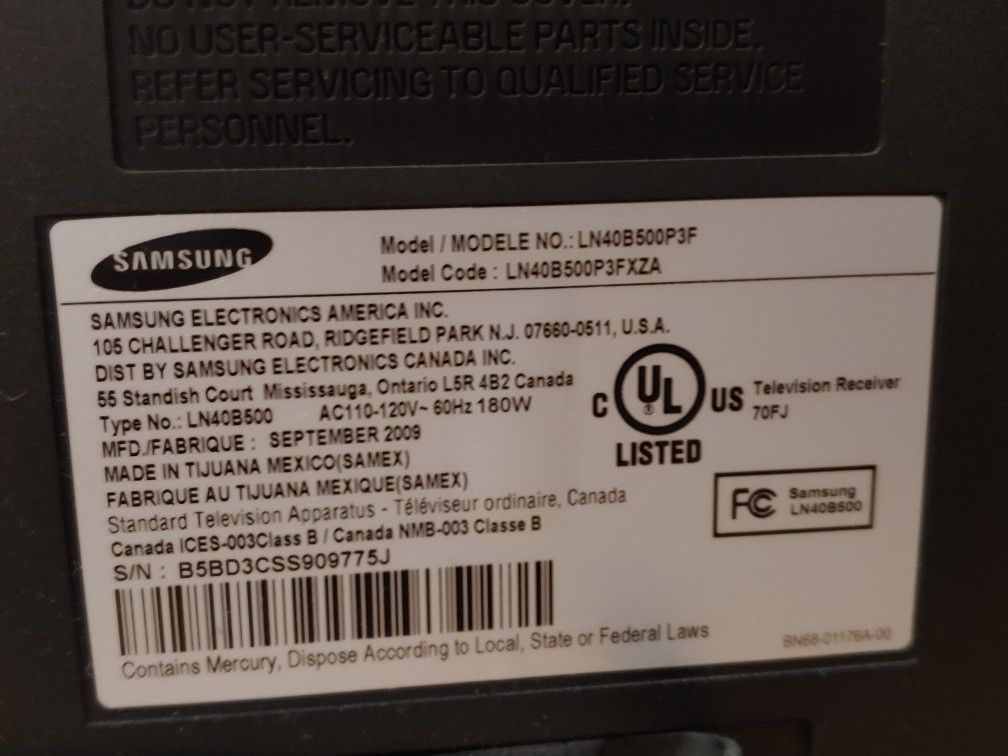 DO NOT REMOVE THIS COVER.
NO USER-SERVICEABLE PARTS INSIDE.
REFER SERVICING TO QUALIFIED SERVICE
PERSONNEL.
SAMSUNG
Model / MODELE NO.: LN40B500P3F
Model Code : LN40B500P3FXZA
SAMSUNG ELECTRONICS AMERICA INC.
105 CHALLENGER ROAD, RIDGEFIELD PARK N.J. 07660-0511, U.S.A.
DIST BY SAMSUNG ELECTRONICS CANADA INC.
55 Standish Court Mississauga, Ontario L5R 4B2 Canada
Type No.: LN40B500 AC110-120V~ 60Hz 180W
MFD./FABRIQUE : SEPTEMBER 2009
MADE IN TIJUANA MEXICO(SAMEX)
FABRIQUE AU TIJUANA MEXIQUE(SAMEX)
Standard Television Apparatus - Téléviseur ordinaire, Canada
Canada ICES-003Class B / Canada NMB-003 Classe B
S/N : B5BD3CSS909775J
Contains Mercury, Dispose According to Local, State or Federal Laws
C UL ® US
LISTED
Television Receiver
70FJ
FC Samsung
LN40B500
BN68-01176A-00